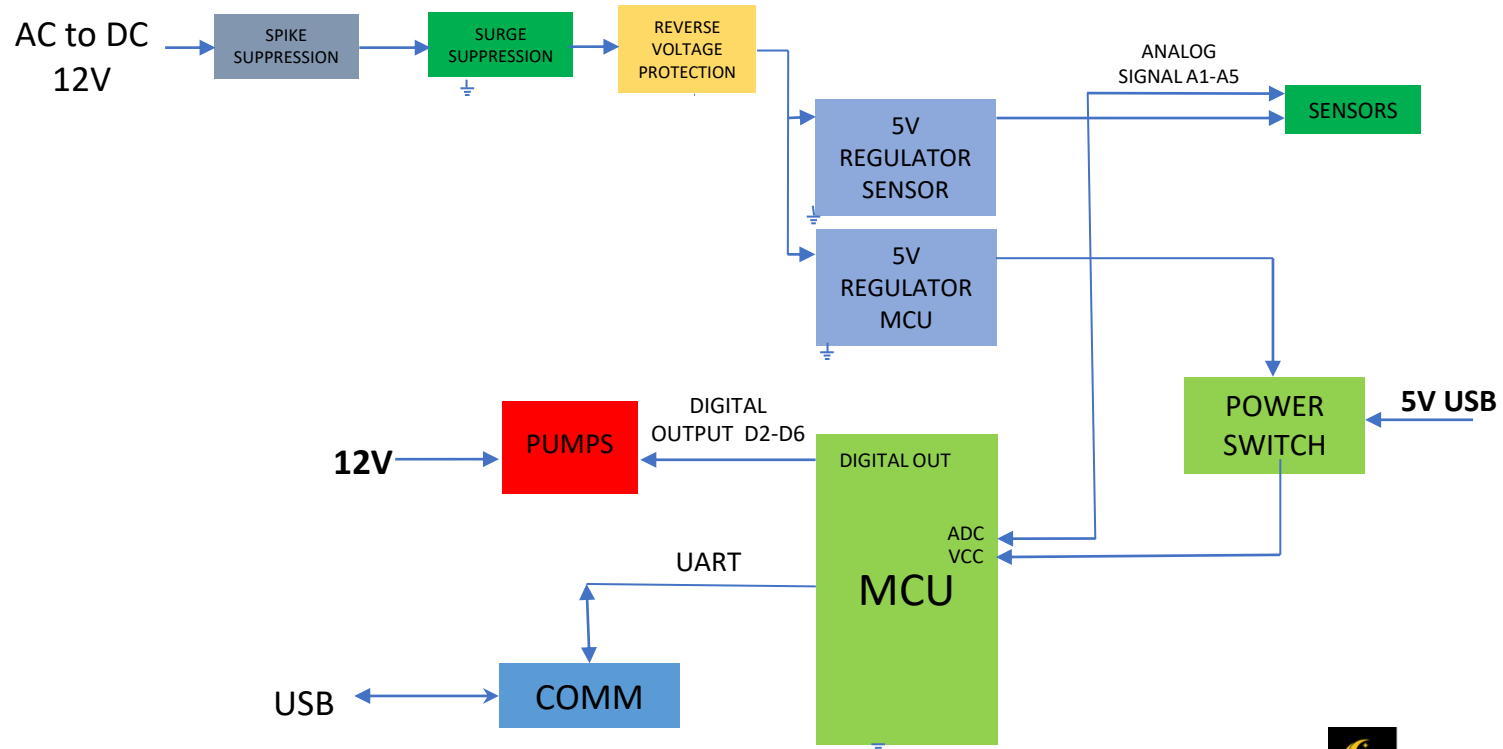 AC to DC
12V
SPIKE
SUPPRESSION
SURGE
SUPPRESSION
REVERSE
VOLTAGE
PROTECTION
ANALOG
SIGNAL A1-A5
SENSORS
5V
REGULATOR
SENSOR
5V
REGULATOR
MCU
POWER
SWITCH
5V USB
12V
PUMPS
DIGITAL
OUTPUT D2-D6
DIGITAL OUT
ADC
VCC
MCU
UART
COMM
USB